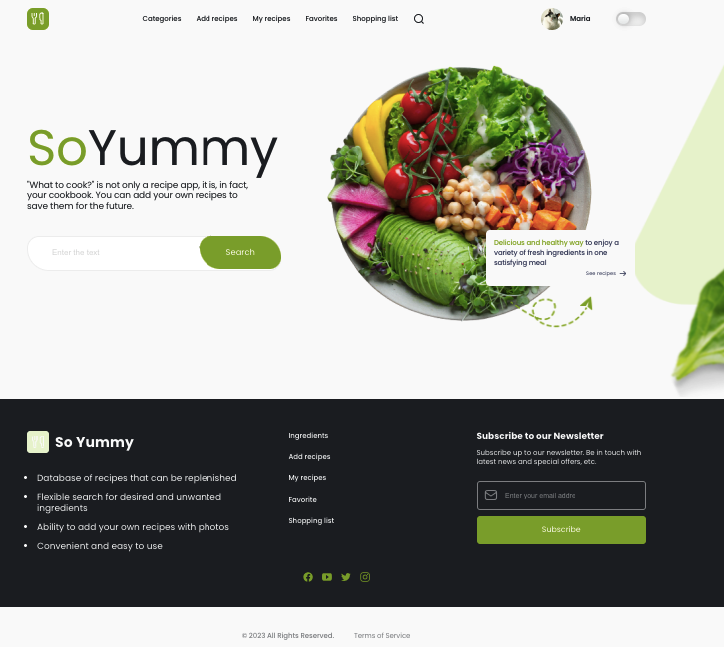 Categories
Add recipes
My recipes
Favorites
Shopping list
Maria
SoYummy
"What to cook?" is not only a recipe app, it is, in fact,
your cookbook. You can add your own recipes to
save them for the future.
Enter the text
Search
Delicious and healthy way to enjoy a
variety of fresh ingredients in one
satisfying meal
See recipes
So Yummy
Database of recipes that can be replenished
Flexible search for desired and unwanted
ingredients
Ability to add your own recipes with photos
Convenient and easy to use
Ingredients
Add recipes
My recipes
Favorite
Shopping list
Subscribe to our Newsletter
Subscribe up to our newsletter. Be in touch with
latest news and special offers, etc.
Enter your email addre
Subscribe
© 2023 All Rights Reserved.
Terms of Service